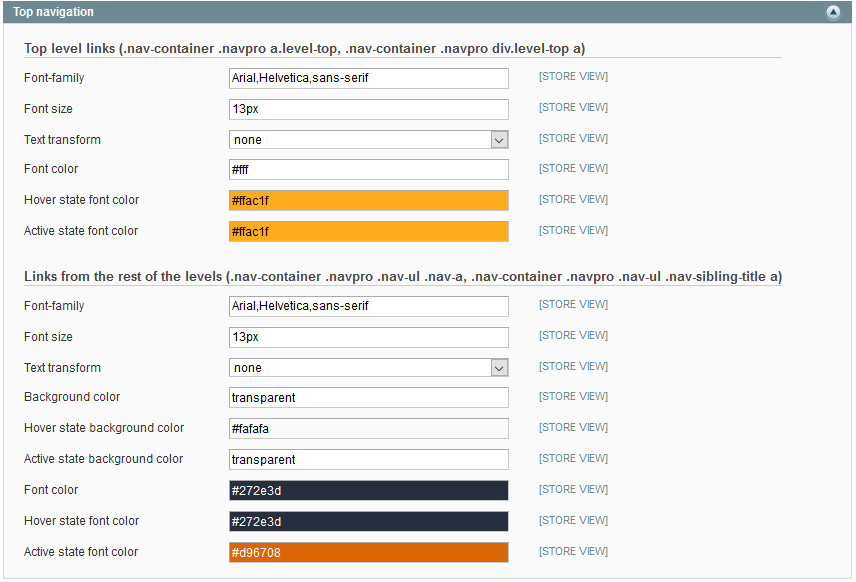 Top navigation
Top level links (.nav-container .navpro a.level-top, .nav-container .navpro div.level-top a)
Font-family Arial,Helvetica,sans-serif [STORE VIEW]
Font size 13px [STORE VIEW]
Text transform none [STORE VIEW]
Font color #fff [STORE VIEW]
Hover state font color #ffac1f [STORE VIEW]
Active state font color #ffac1f [STORE VIEW]
Links from the rest of the levels (.nav-container .navpro .nav-ul .nav-a, .nav-container .navpro .nav-ul .nav-sibling-title a)
Font-family Arial,Helvetica,sans-serif [STORE VIEW]
Font size 13px [STORE VIEW]
Text transform none [STORE VIEW]
Background color transparent [STORE VIEW]
Hover state background color #fafafa [STORE VIEW]
Active state background color transparent [STORE VIEW]
Font color #272e3d [STORE VIEW]
Hover state font color #272e3d [STORE VIEW]
Active state font color #d96708 [STORE VIEW]